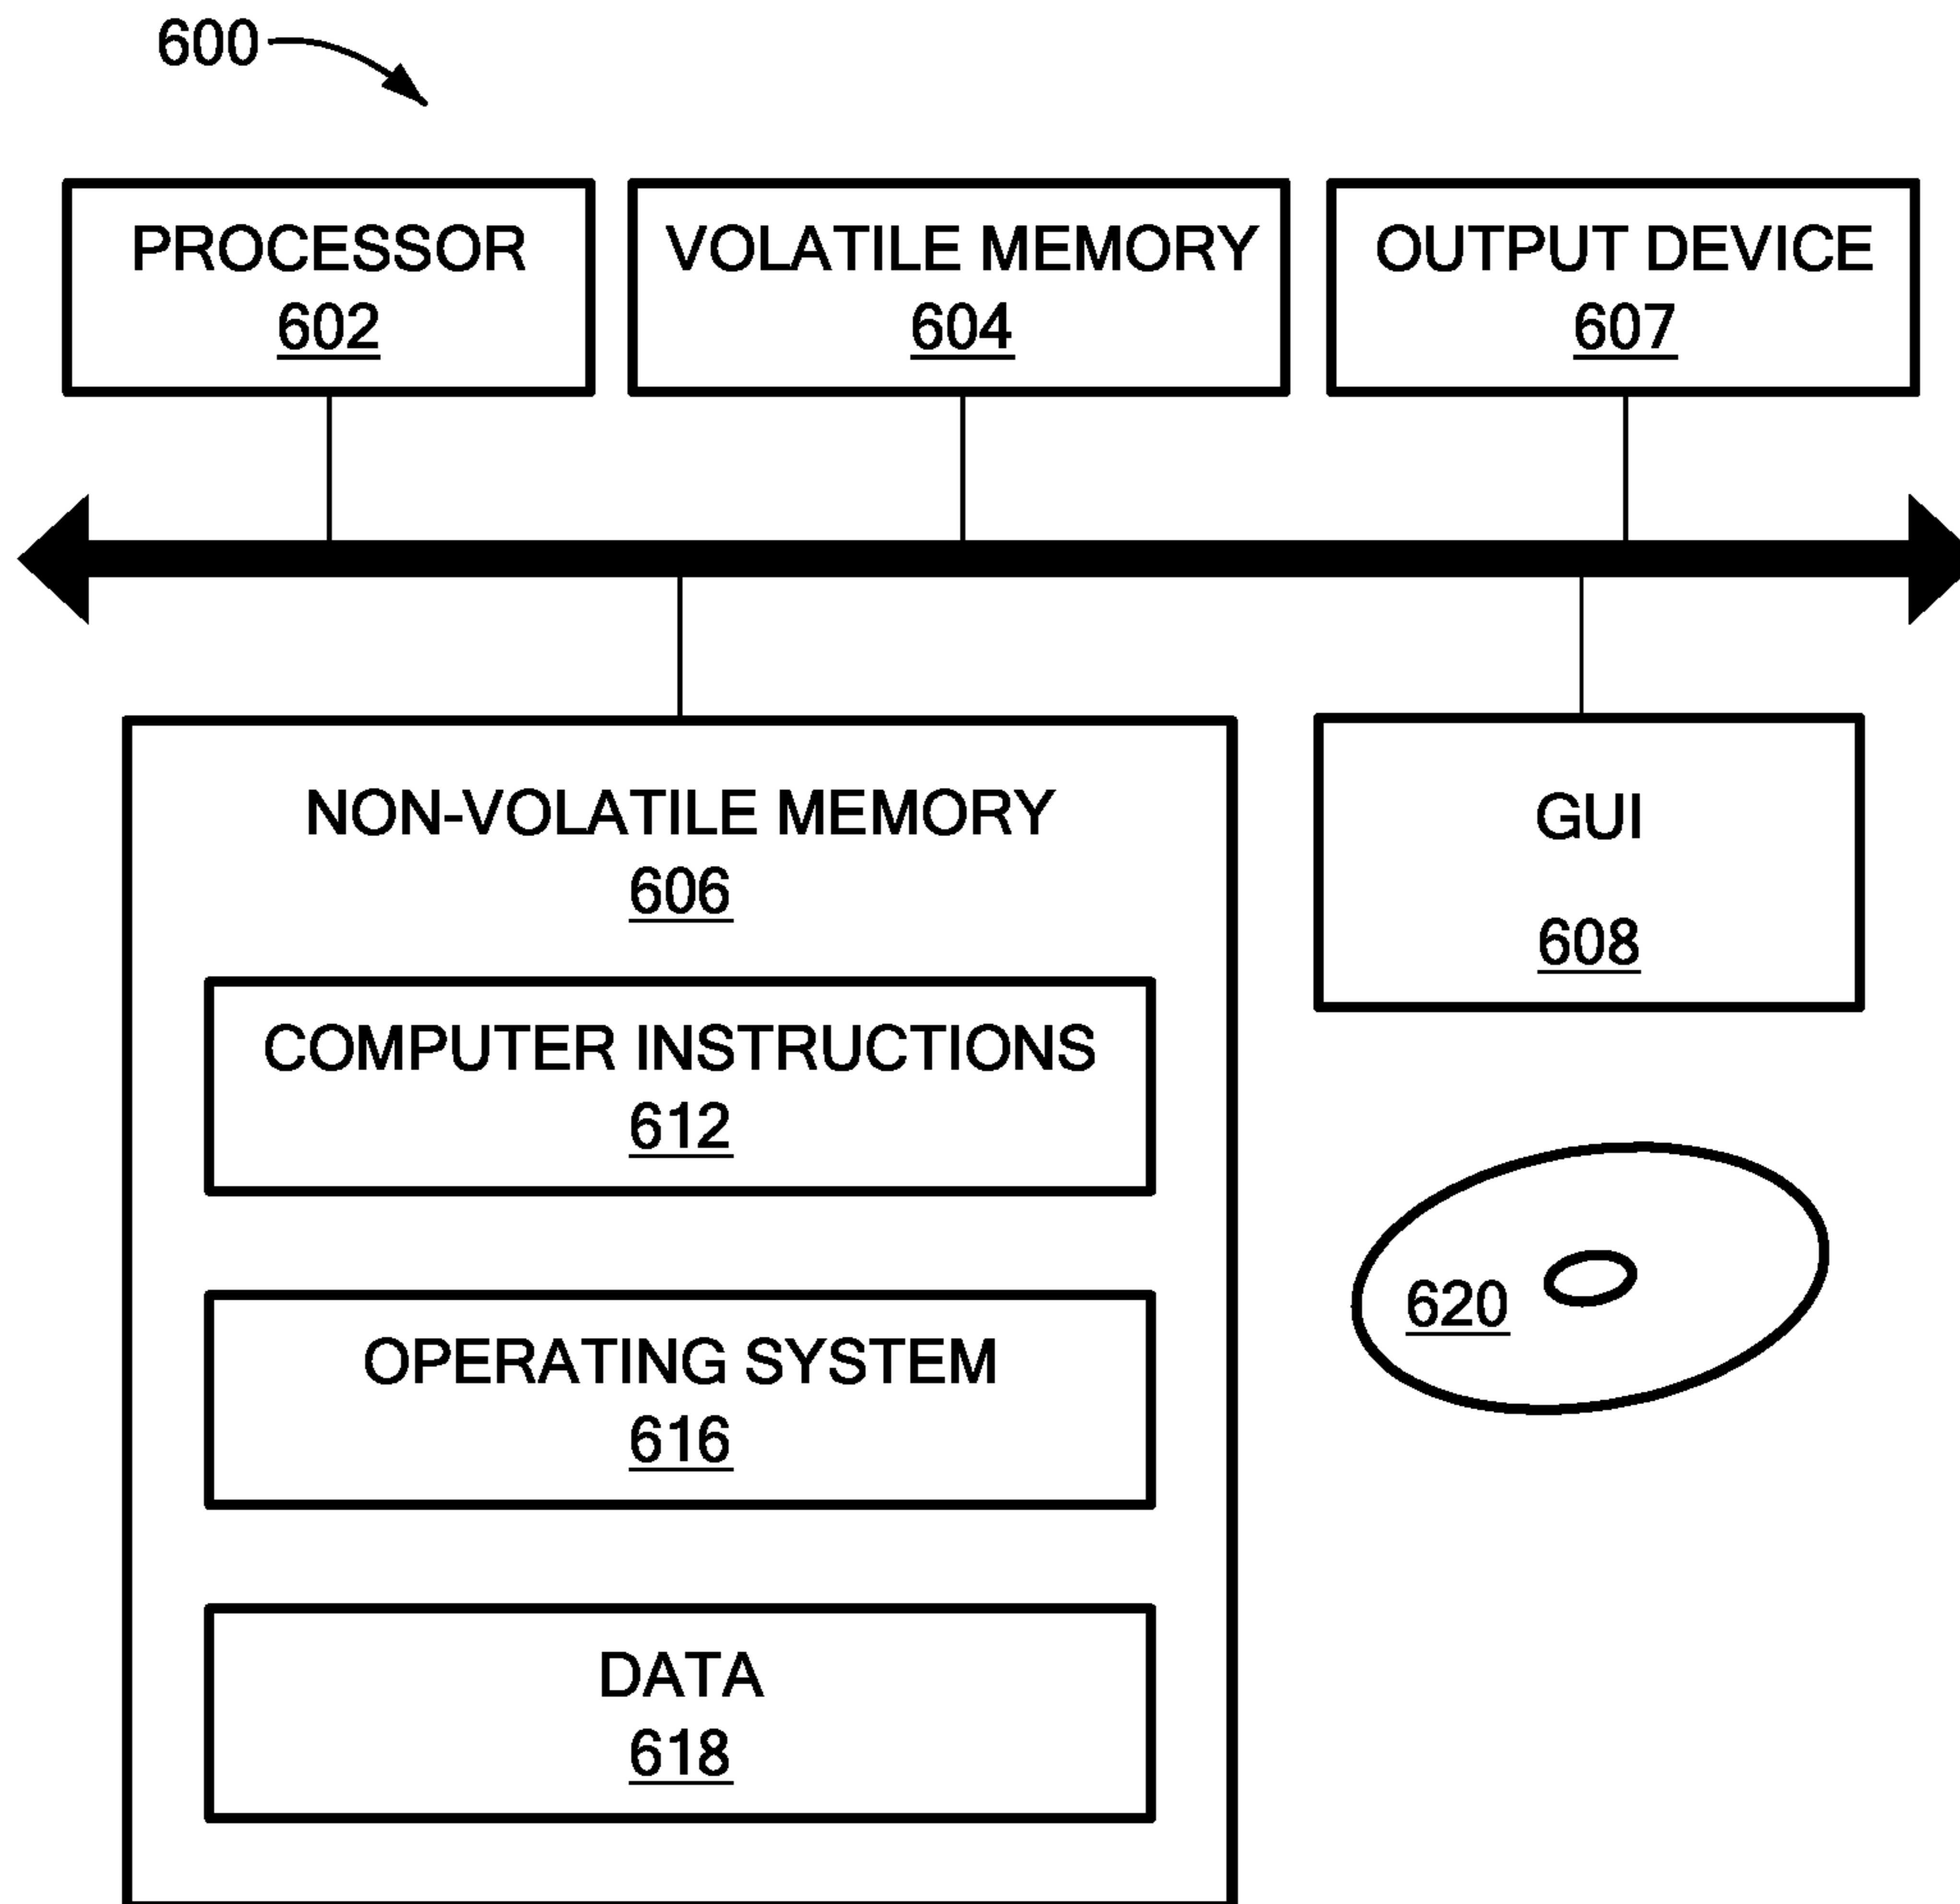 600
PROCESSOR
602
VOLATILE MEMORY
604
OUTPUT DEVICE
607
NON-VOLATILE MEMORY
606
COMPUTER INSTRUCTIONS
612
OPERATING SYSTEM
616
DATA
618
GUI
608
620